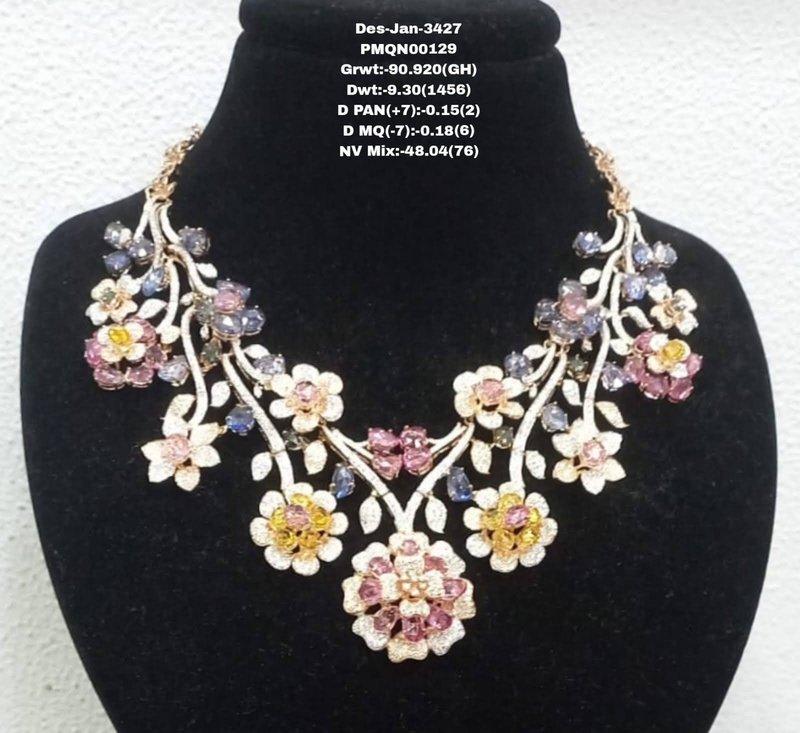 Des-Jan-3427
PMQN00129
Grwt:-90.920(GH)
Dwt:-9.30(1456)
D PAN(+7):-0.15(2)
D MQ(-7):-0.18(6)
NV Mix:-48.04(76)